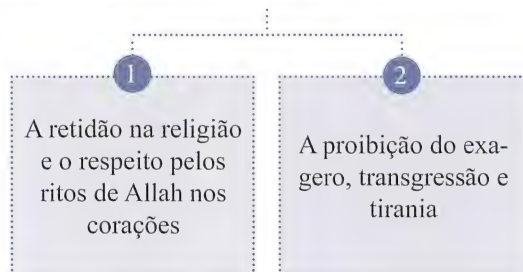 1
A retidão na religião
e o respeito pelos
ritos de Allah nos
corações
2
A proibição do exa-
gero, transgressão e
tirania